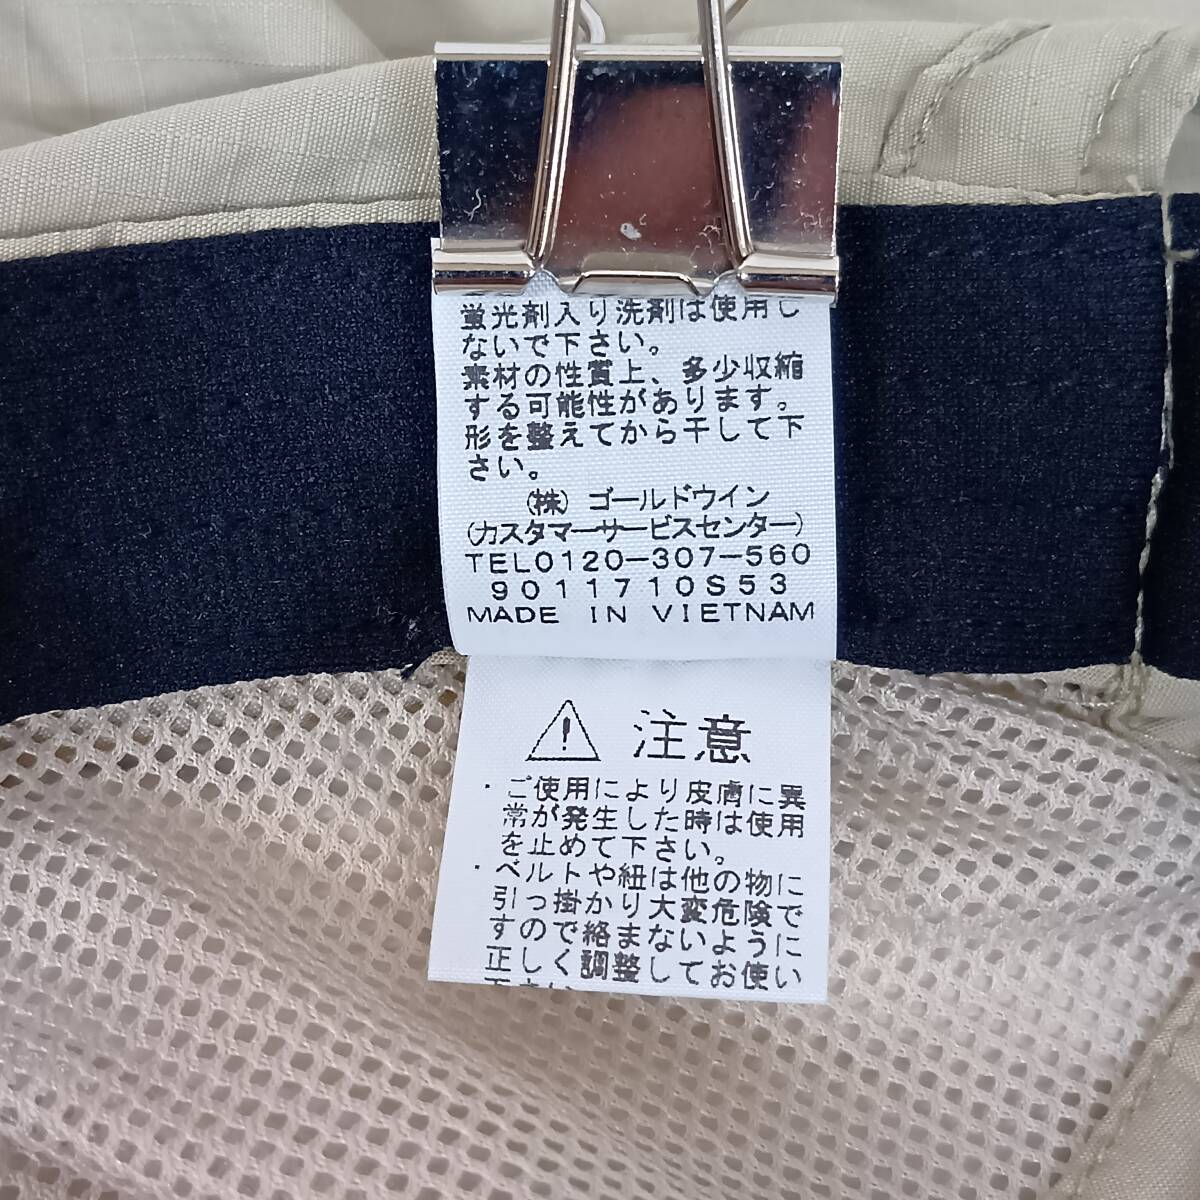 蛍光剤入り洗剤は使用し
ないで下さい。
素材の性質上、多少収縮
する可能性があります。
形を整えてから干して下
さい。
(株) ゴールドウイン
(カスタマーサービスセンター)
TEL0120-307-560
9011710S53
MADE IN VIETNAM
注意
・ご使用により皮膚に異
常が発生した時は使用
を止めて下さい。
・ベルトや紐は他の物に
引っ掛かり大変危険で
すので絡まないように
正しく調整してお使い
下さい